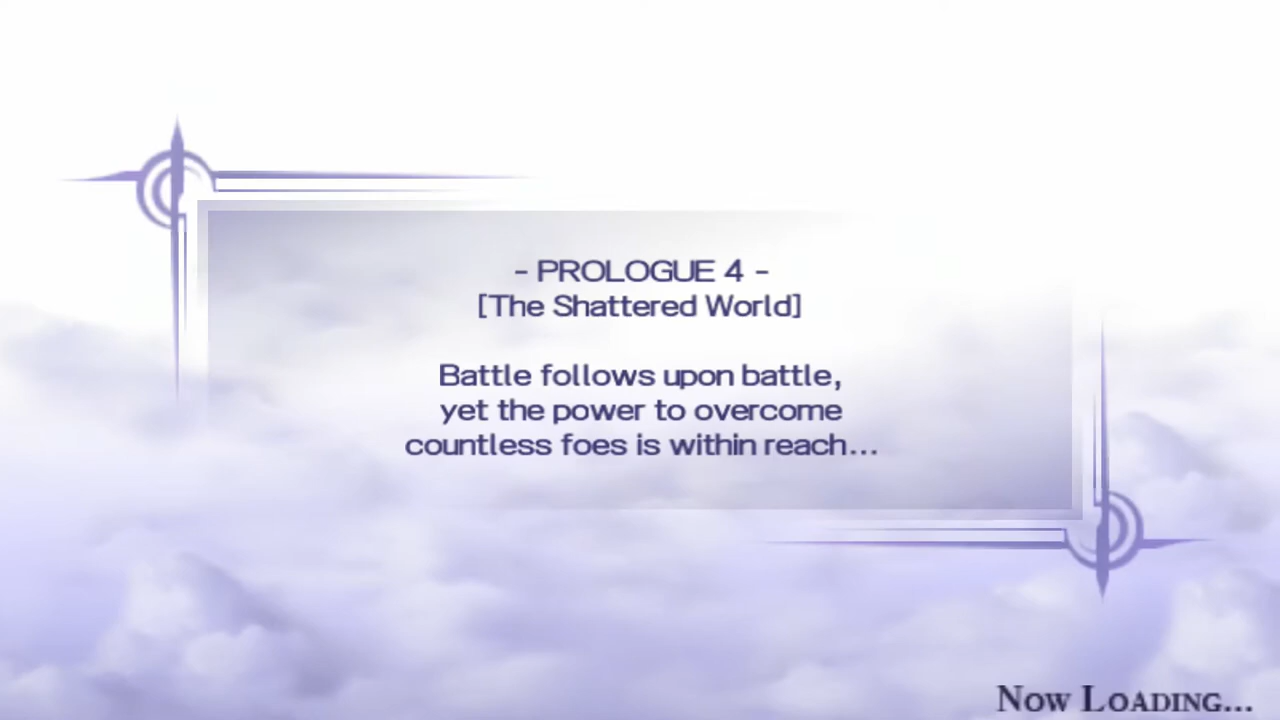 - PROLOGUE 4 -
[The Shattered World]
Battle follows upon battle,
yet the power to overcome
countless foes is within reach...
Now Loading...